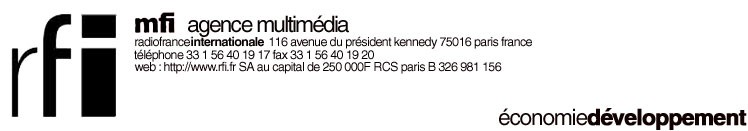 rfi
mfi agence multimédia
radiofranceinternationale 116 avenue du président kennedy 75016 paris france
téléphone 33 1 56 40 19 17 fax 33 1 56 40 19 20
web : http://www.rfi.fr SA au capital de 250 000F RCS paris B 326 981 156
économiedéveloppement